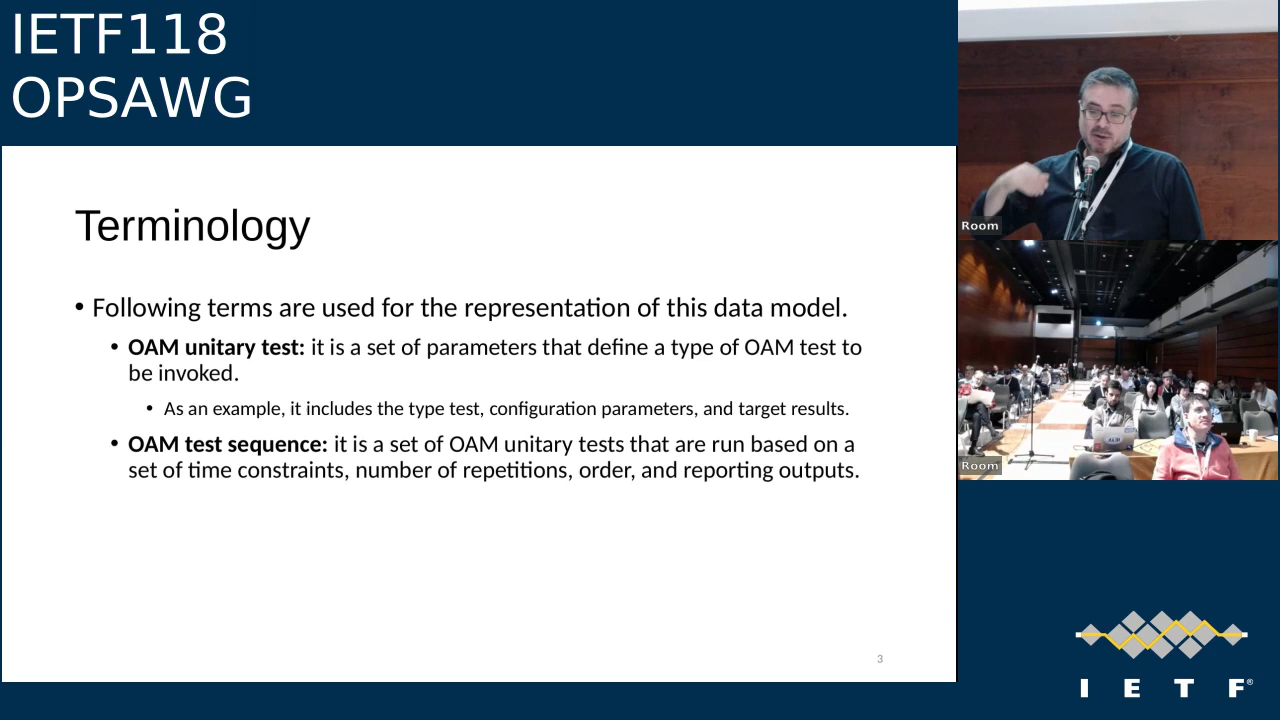 IETF118
OPSAWG
Terminology
• Following terms are used for the representation of this data model.
• OAM unitary test: it is a set of parameters that define a type of OAM test to
be invoked.
• As an example, it includes the type test, configuration parameters, and target results.
• OAM test sequence: it is a set of OAM unitary tests that are run based on a
set of time constraints, number of repetitions, order, and reporting outputs.
3
Room
Room
I E T F®